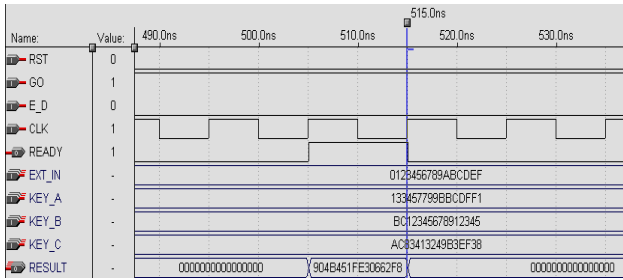 515.0ns
Name: Value: 490.0ns 500.0ns 510.0ns 520.0ns 530.0ns
RST 0
GO 1
E_D 0
CLK 1
READY 1
EXT_IN - 0123456789ABCDEF
KEY_A - 133457799BBCDFF1
KEY_B - BC12345678912345
KEY_C - AC83413249B3EF38
RESULT - 0000000000000000 904B451FE30662F8 0000000000000000